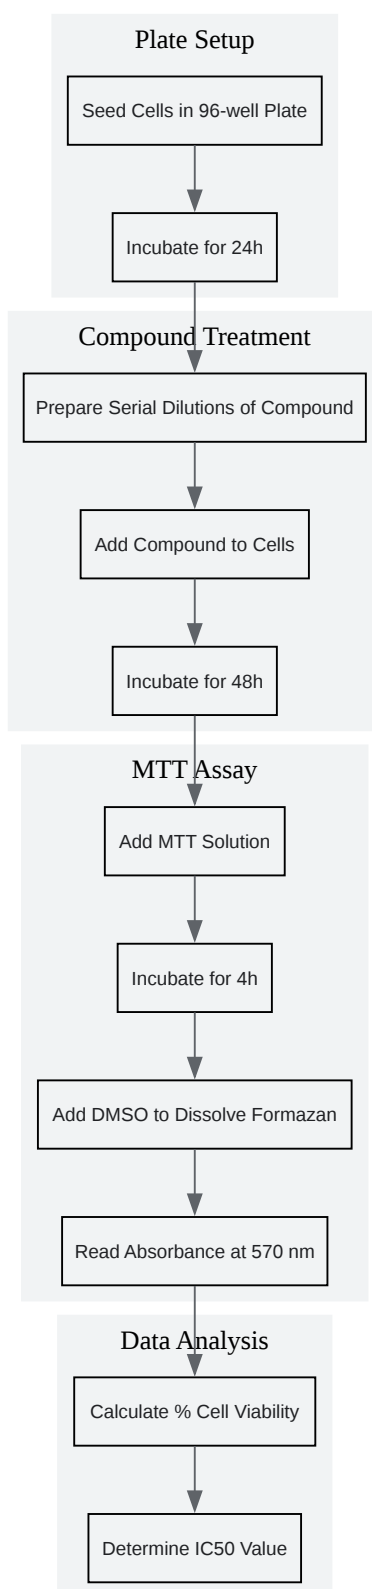 Plate Setup
Seed Cells in 96-well Plate
Incubate for 24h
Compound Treatment
Prepare Serial Dilutions of Compound
Add Compound to Cells
Incubate for 48h
MTT Assay
Add MTT Solution
Incubate for 4h
Add DMSO to Dissolve Formazan
Read Absorbance at 570 nm
Data Analysis
Calculate % Cell Viability
Determine IC50 Value